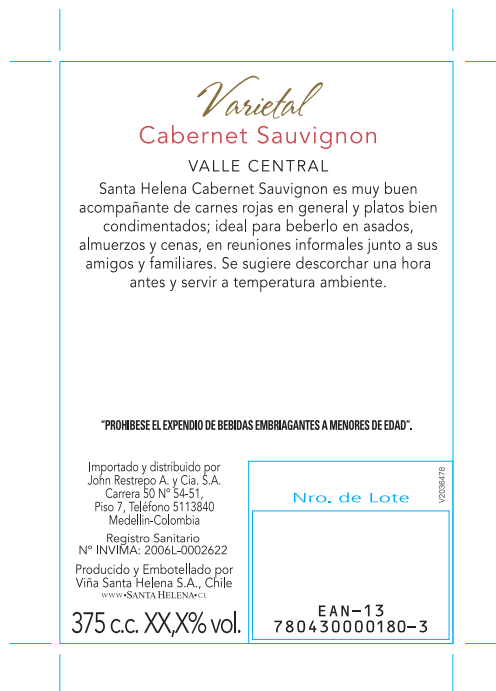 Varietal
Cabernet Sauvignon
VALLE CENTRAL
Santa Helena Cabernet Sauvignon es muy buen
acompañante de carnes rojas en general y platos bien
condimentados; ideal para beberlo en asados,
almuerzos y cenas, en reuniones informales junto a sus
amigos y familiares. Se sugiere descorchar una hora
antes y servir a temperatura ambiente.
"PROHIBESE EL EXPENDIO DE BEBIDAS EMBRIAGANTES A MENORES DE EDAD".
Importado y distribuido por
John Restrepo A. y Cia. S.A.
Carrera 50 N° 54-51,
Piso 7, Teléfono 5113840
Medellín-Colombia
Registro Sanitario
N° INVIMA: 2006L-0002622
Producido y Embotellado por
Viña Santa Helena S.A., Chile
WWW•SANTA HELENA•CL
375 c.c. XX,X% vol.
Nro. de Lote
V2036478
EAN-13
780430000180-3